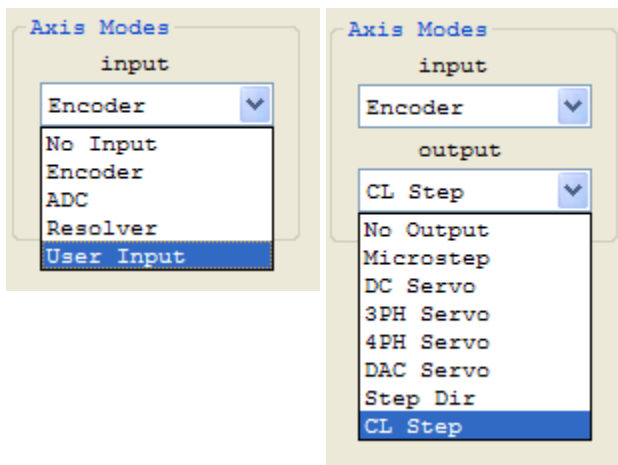 Axis Modes
input
Encoder
No Input
Encoder
ADC
Resolver
User Input
Axis Modes
input
Encoder
output
CL Step
No Output
Microstep
DC Servo
3PH Servo
4PH Servo
DAC Servo
Step Dir
CL Step